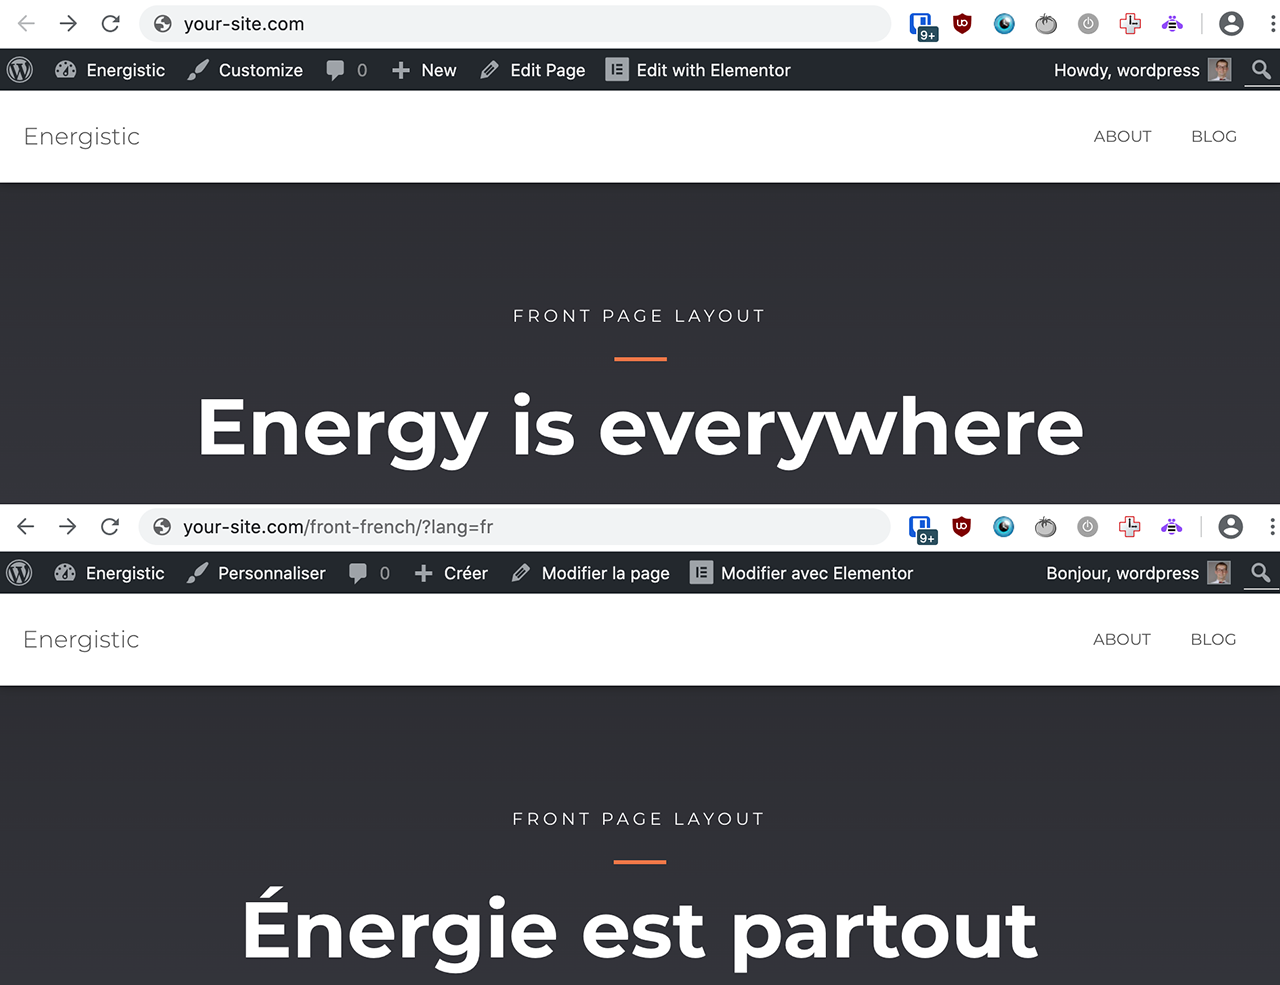 your-site.com
9+
Energistic Customize 0 New Edit Page Edit with Elementor Howdy, wordpress
Energistic ABOUT BLOG
FRONT PAGE LAYOUT
Energy is everywhere
your-site.com/front-french/?lang=fr
9+
Energistic Personnaliser 0 Créer Modifier la page Modifier avec Elementor Bonjour, wordpress
Energistic ABOUT BLOG
FRONT PAGE LAYOUT
Énergie est partout